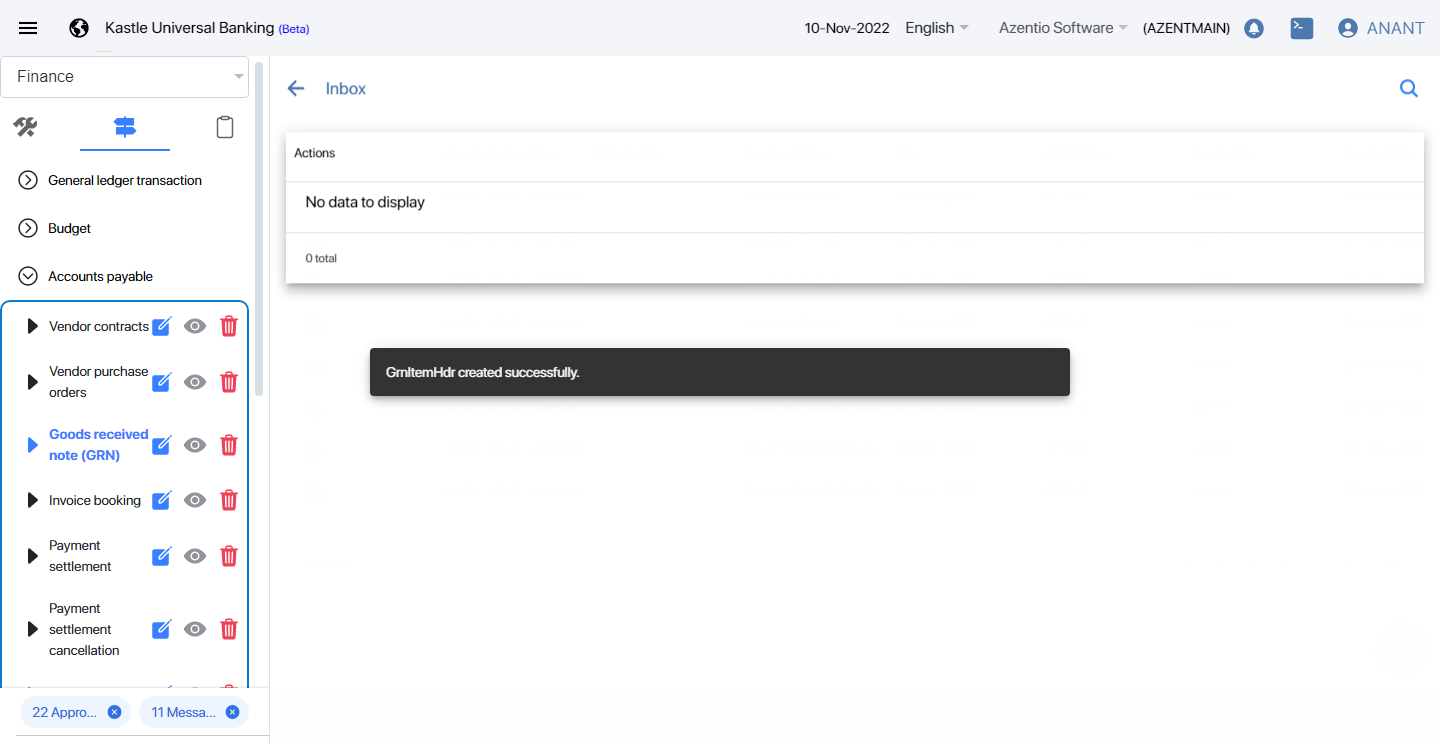 Kastle Universal Banking (Beta)
10-Nov-2022
English
Azentio Software
(AZENTMAIN)
ANANT
Finance
Inbox
General ledger transaction
Budget
Accounts payable
Vendor contracts
Vendor purchase
orders
Goods received
note (GRN)
Invoice booking
Payment
settlement
Payment
settlement
cancellation
22 Appro...
11 Messa...
Actions
No data to display
0 total
GrnItemHdr created successfully.